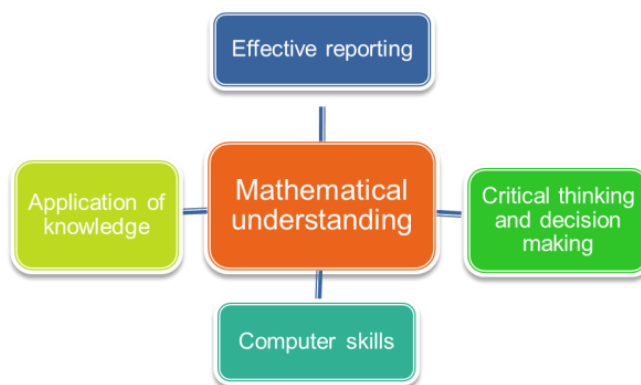 Effective reporting
Application of
knowledge
Mathematical
understanding
Critical thinking
and decision
making
Computer skills